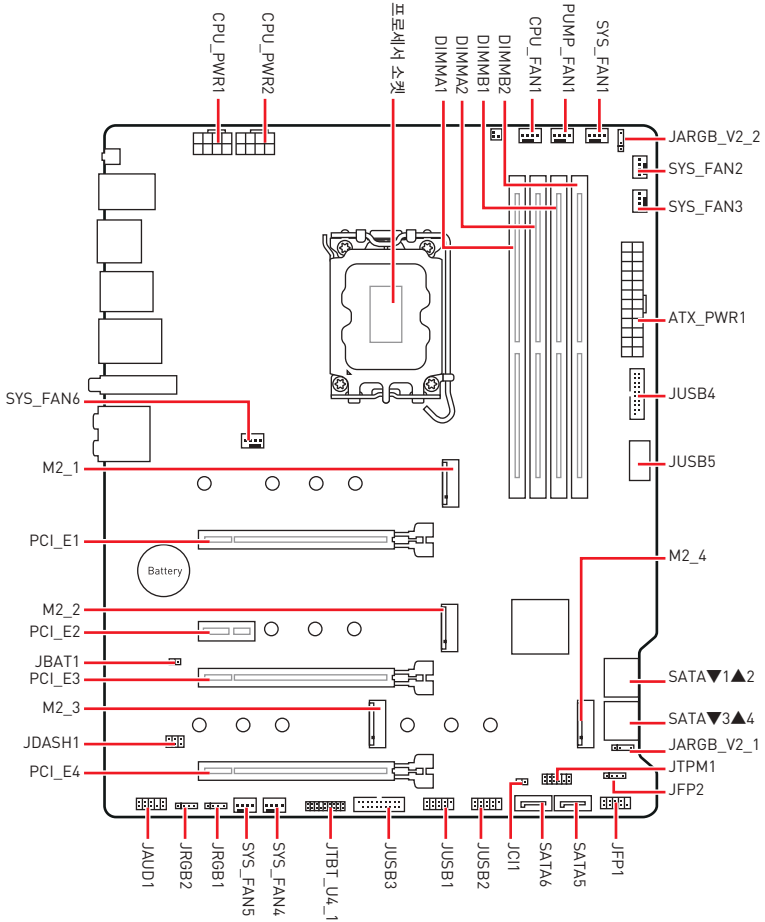 CPU_PWR1
CPU_PWR2
프로세서 소켓
DIMMA1
DIMMA2
DIMMB1
DIMMB2
CPU_FAN1
PUMP_FAN1
SYS_FAN1
JARGB_V2_2
SYS_FAN2
SYS_FAN3
ATX_PWR1
JUSB4
JUSB5
M2_4
SATA▼1▲2
SATA▼3▲4
JARGB_V2_1
JTPM1
JFP2
SYS_FAN6
M2_1
PCI_E1
Battery
M2_2
PCI_E2
JBAT1
PCI_E3
M2_3
JDASH1
PCI_E4
JAUD1
JRGB2
JRGB1
SYS_FAN5
SYS_FAN4
JTBT_U4_1
JUSB3
JUSB1
JUSB2
JCI1
SATA6
SATA5
JFP1